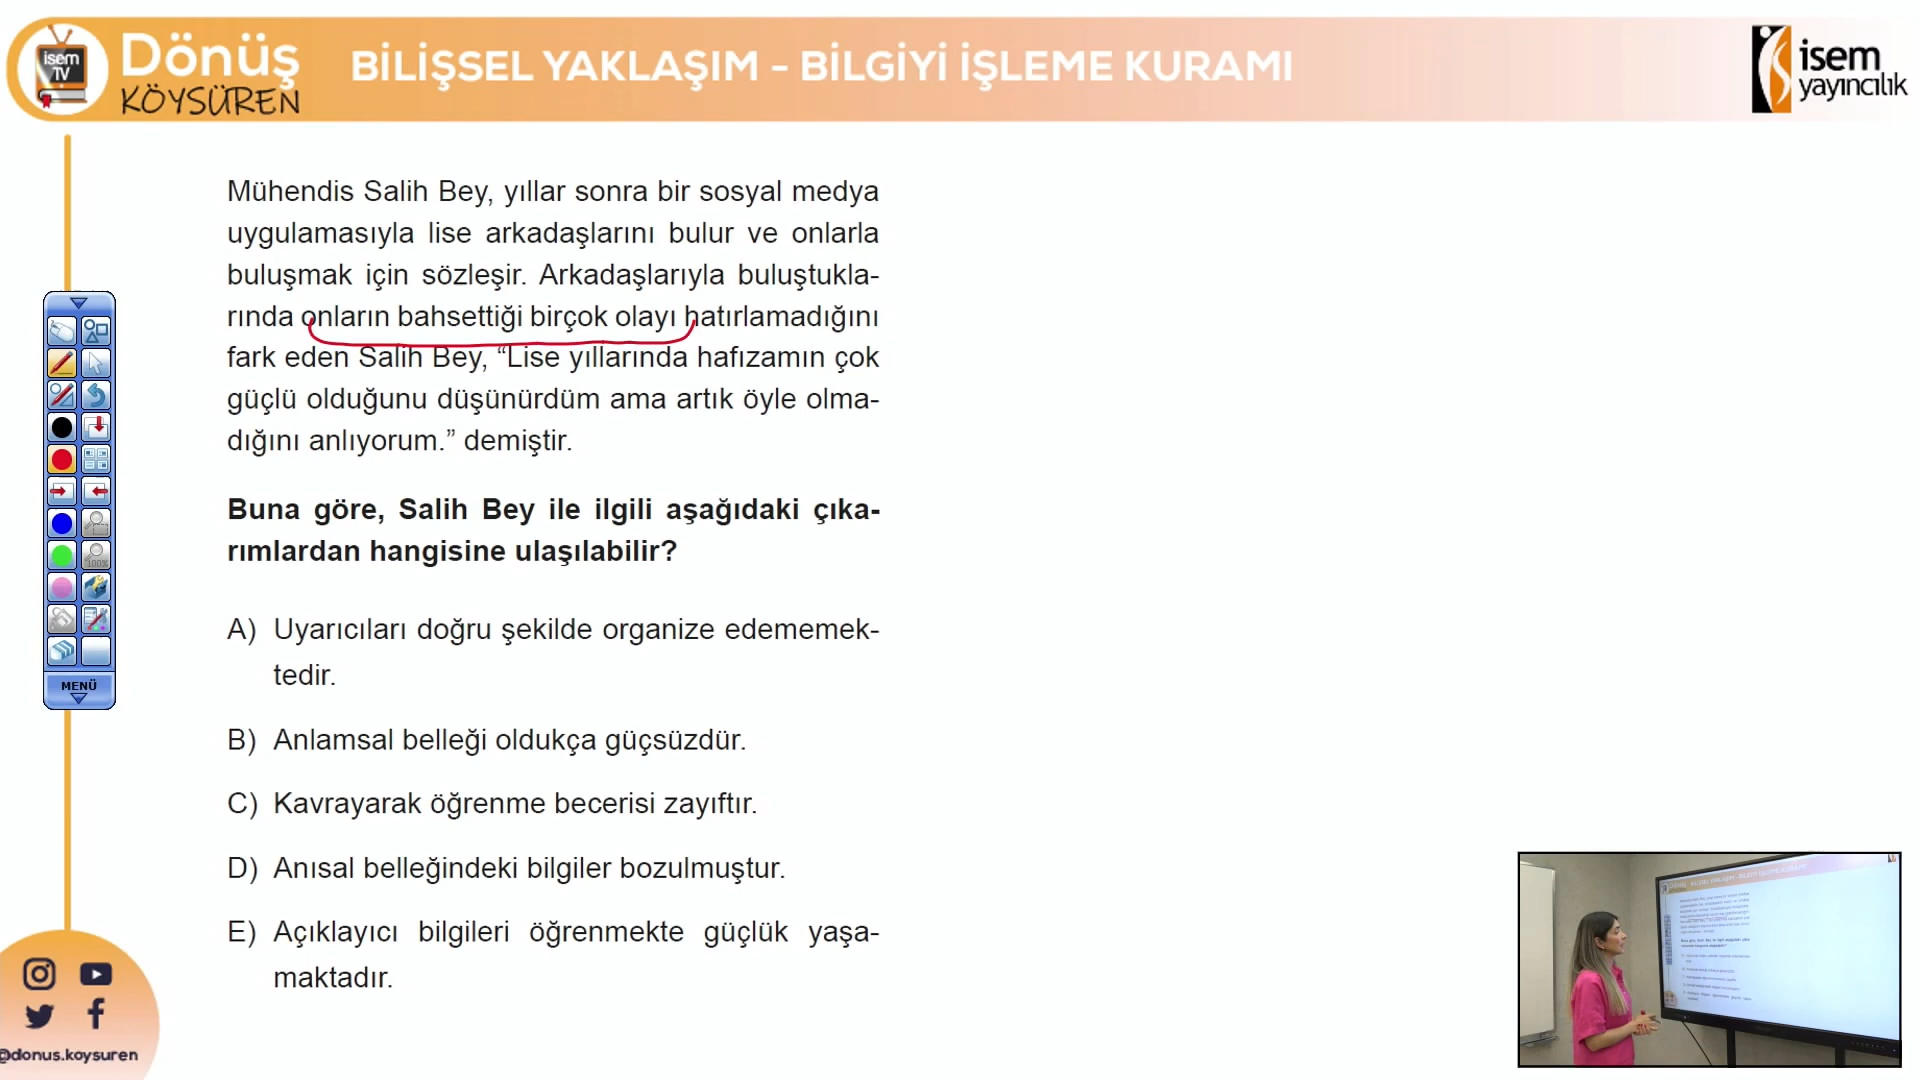 isem
TV
Dönüş
KÖYSÜREN
BİLİŞSEL YAKLAŞIM - BİLGİYİ İŞLEME KURAMI
isem
yayıncılık
Mühendis Salih Bey, yıllar sonra bir sosyal medya
uygulamasıyla lise arkadaşlarını bulur ve onlarla
buluşmak için sözleşir. Arkadaşlarıyla buluştukla-
rında onların bahsettiği birçok olayı hatırlamadığını
fark eden Salih Bey, “Lise yıllarında hafızamın çok
güçlü olduğunu düşünürdüm ama artık öyle olma-
dığını anlıyorum.” demiştir.
Buna göre, Salih Bey ile ilgili aşağıdaki çıka-
rımlardan hangisine ulaşılabilir?
A) Uyarıcıları doğru şekilde organize edememek-
tedir.
B) Anlamsal belleği oldukça güçsüzdür.
C) Kavrayarak öğrenme becerisi zayıftır.
D) Anısal belleğindeki bilgiler bozulmuştur.
E) Açıklayıcı bilgileri öğrenmekte güçlük yaşa-
maktadır.
100%
MENÜ
@donus.koysuren